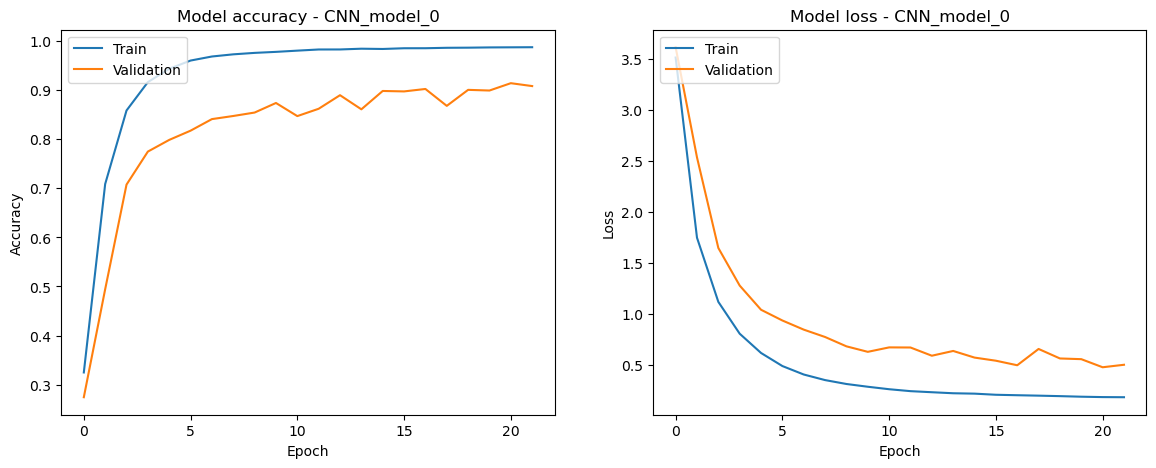 Model accuracy - CNN_model_0
Train
Validation
1.0
0.9
0.8
0.7
0.6
0.5
0.4
0.3
Accuracy
0 5 10 15 20
Epoch
Model loss - CNN_model_0
Train
Validation
3.5
3.0
2.5
2.0
1.5
1.0
0.5
Loss
0 5 10 15 20
Epoch